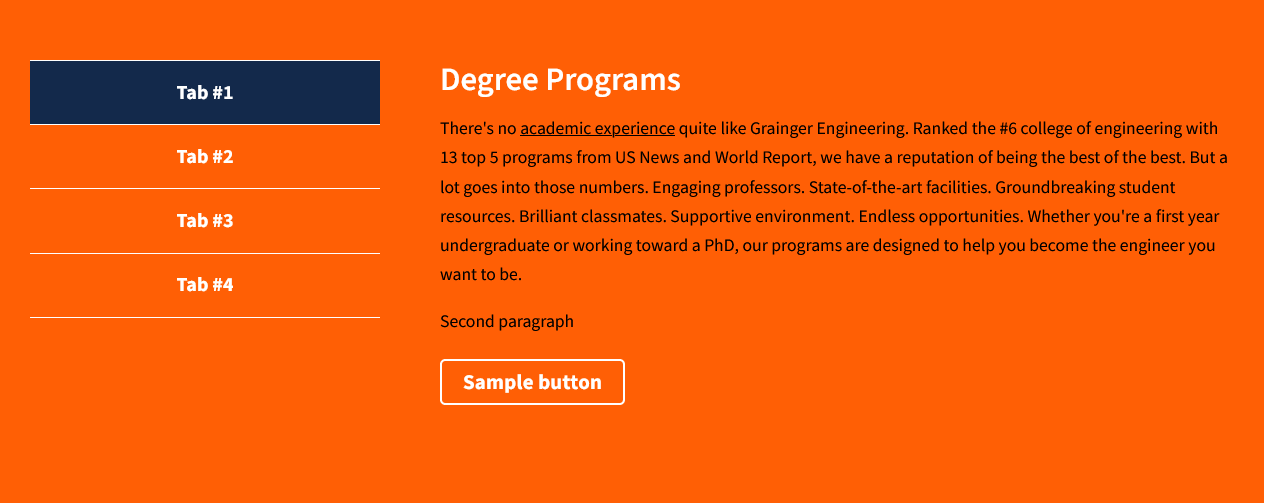 Tab #1
Tab #2
Tab #3
Tab #4
Degree Programs
There's no academic experience quite like Grainger Engineering. Ranked the #6 college of engineering with
13 top 5 programs from US News and World Report, we have a reputation of being the best of the best. But a
lot goes into those numbers. Engaging professors. State-of-the-art facilities. Groundbreaking student
resources. Brilliant classmates. Supportive environment. Endless opportunities. Whether you're a first year
undergraduate or working toward a PhD, our programs are designed to help you become the engineer you
want to be.
Second paragraph
Sample button